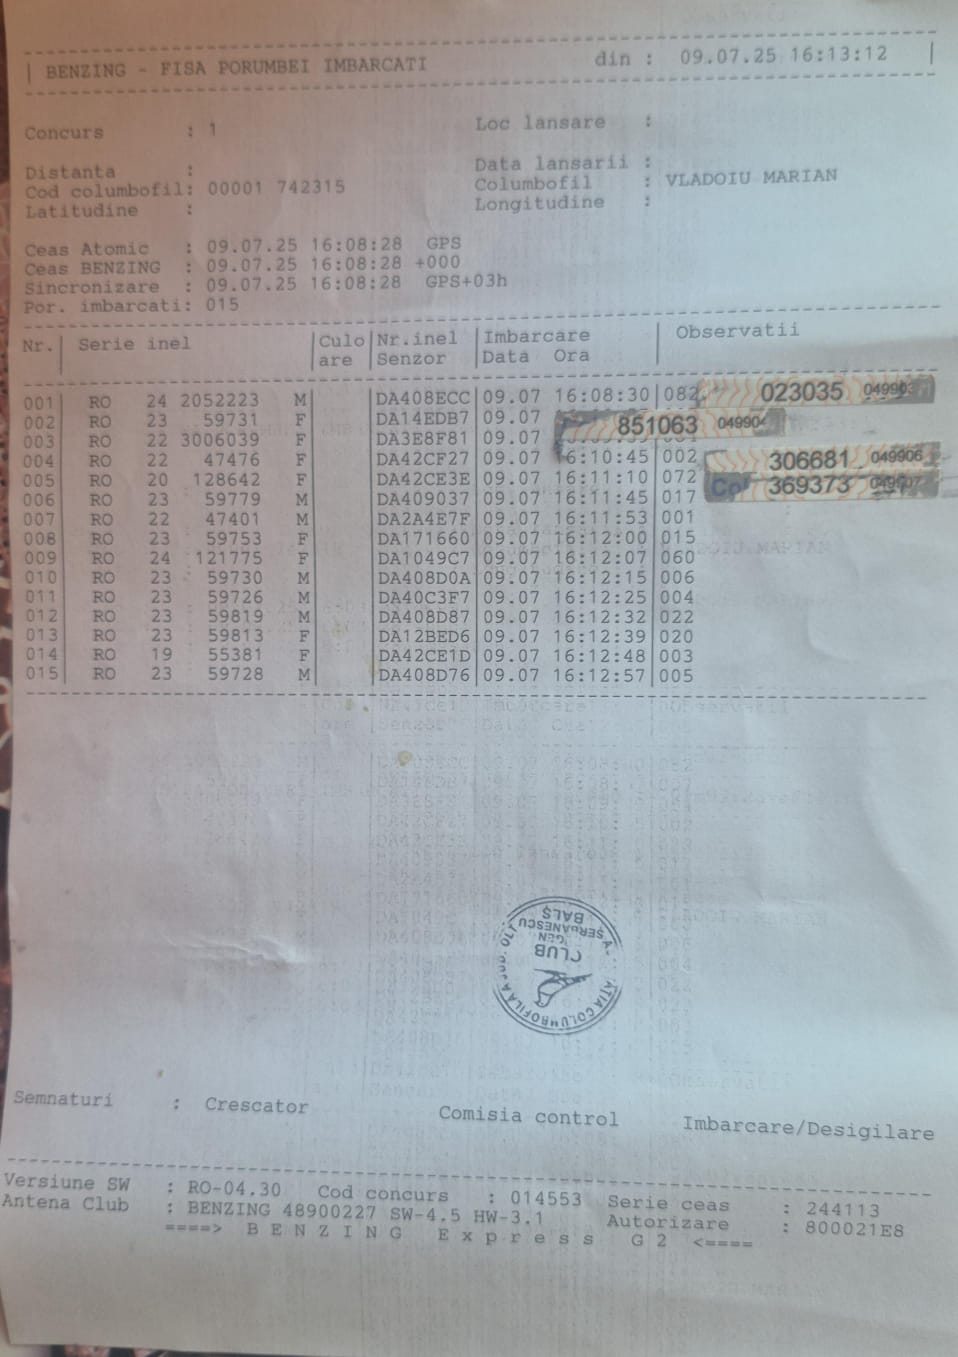 | BENZING - FISA PORUMBEI IMBARCATI din : 09.07.25 16:13:12 |
Concurs : 1 Loc lansare :
Distanta : Data lansarii :
Cod columbofil: 00001 742315 Columbofil : VLADOIU MARIAN
Latitudine : Longitudine :
Ceas Atomic : 09.07.25 16:08:28 GPS
Ceas BENZING : 09.07.25 16:08:28 +000
Sincronizare : 09.07.25 16:08:28 GPS+03h
Por. imbarcati: 015
Nr.| Serie inel |Culo|Nr.inel |Imbarcare | Observatii
| |are |Senzor |Data Ora |
001| RO 24 2052223 M| |DA408ECC|09.07 16:08:30|082 023035 049903
002| RO 23 59731 F| |DA14EDB7|09.07 851063 049904
003| RO 22 3006039 F| |DA3E8F81|09.07
004| RO 22 47476 F| |DA42CF27|09.07 16:10:45|002 306681 049906
005| RO 20 128642 F| |DA42CE3E|09.07 16:11:10|072 369373 049907
006| RO 23 59779 M| |DA409037|09.07 16:11:45|017
007| RO 22 47401 M| |DA2A4E7F|09.07 16:11:53|001
008| RO 23 59753 F| |DA171660|09.07 16:12:00|015
009| RO 24 121775 F| |DA1049C7|09.07 16:12:07|060
010| RO 23 59730 M| |DA408D0A|09.07 16:12:15|006
011| RO 23 59726 M| |DA40C3F7|09.07 16:12:25|004
012| RO 23 59819 M| |DA408D87|09.07 16:12:32|022
013| RO 23 59813 F| |DA12BED6|09.07 16:12:39|020
014| RO 19 55381 F| |DA42CE1D|09.07 16:12:48|003
015| RO 23 59728 M| |DA408D76|09.07 16:12:57|005
CLUB
GEN
A. ȘERBANESCU
BALȘ
Semnaturi : Crescator Comisia control Imbarcare/Desigilare
Versiune SW : RO-04.30 Cod concurs : 014553 Serie ceas : 244113
Antena Club : BENZING 48900227 SW-4.5 HW-3.1 Autorizare : 800021E8
====> B E N Z I N G E x p r e s s G 2 <====